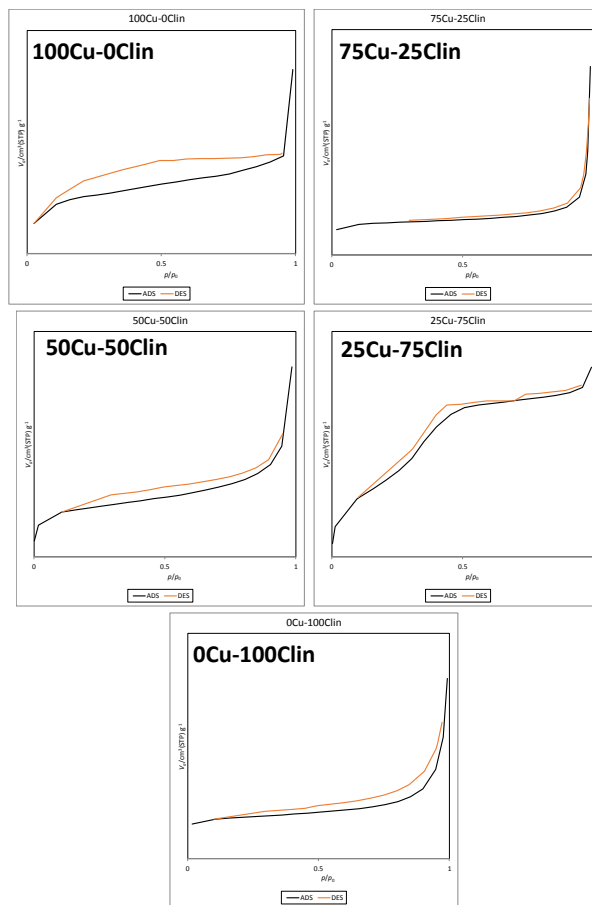 100Cu-0Clin
100Cu-0Clin
Va/cm3(STP) g-1
0
0.5
1
p/p0
ADS DES
75Cu-25Clin
75Cu-25Clin
Va/cm3(STP) g-1
0
0.5
p/p0
ADS DES
50Cu-50Clin
50Cu-50Clin
Va/cm3(STP) g-1
0
0.5
1
p/p0
ADS DES
25Cu-75Clin
25Cu-75Clin
Va/cm3(STP) g-1
0
0.5
p/p0
ADS DES
0Cu-100Clin
0Cu-100Clin
Va/cm3(STP) g-1
0
0.5
1
p/p0
ADS DES